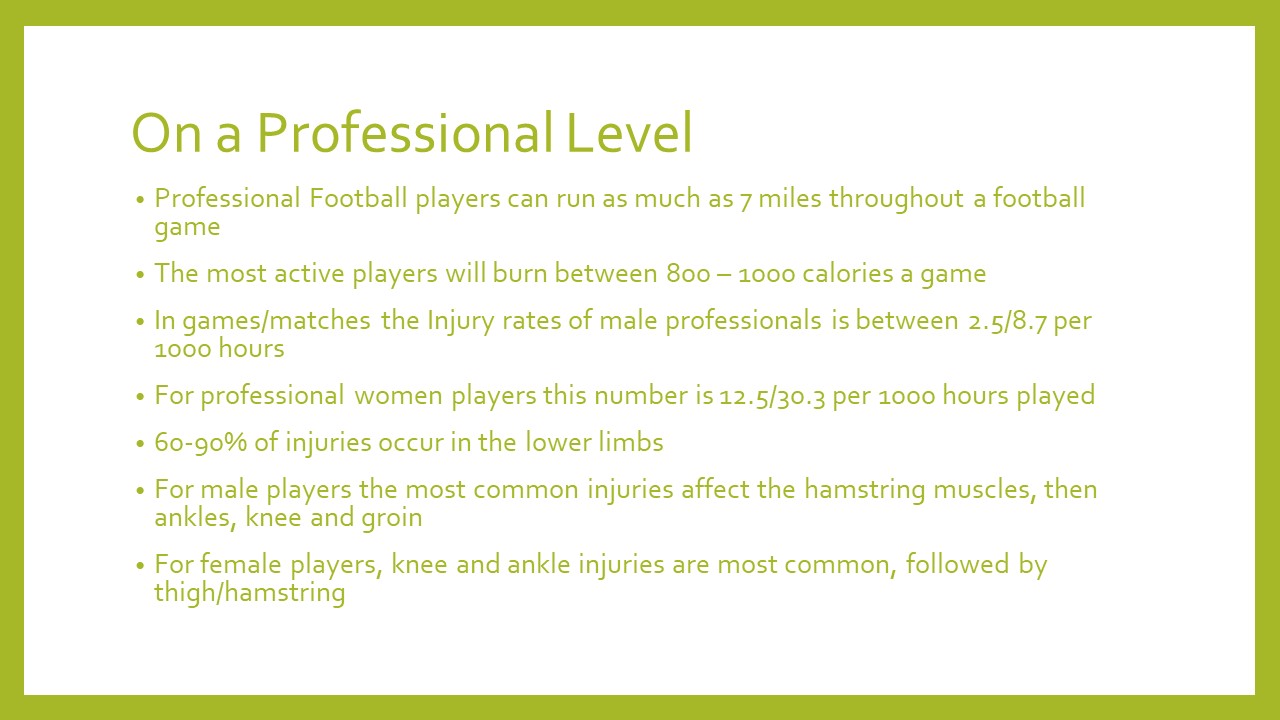 On a Professional Level
• Professional Football players can run as much as 7 miles throughout a football
game
• The most active players will burn between 800 – 1000 calories a game
• In games/matches the Injury rates of male professionals is between 2.5/8.7 per
1000 hours
• For professional women players this number is 12.5/30.3 per 1000 hours played
• 60-90% of injuries occur in the lower limbs
• For male players the most common injuries affect the hamstring muscles, then
ankles, knee and groin
• For female players, knee and ankle injuries are most common, followed by
thigh/hamstring